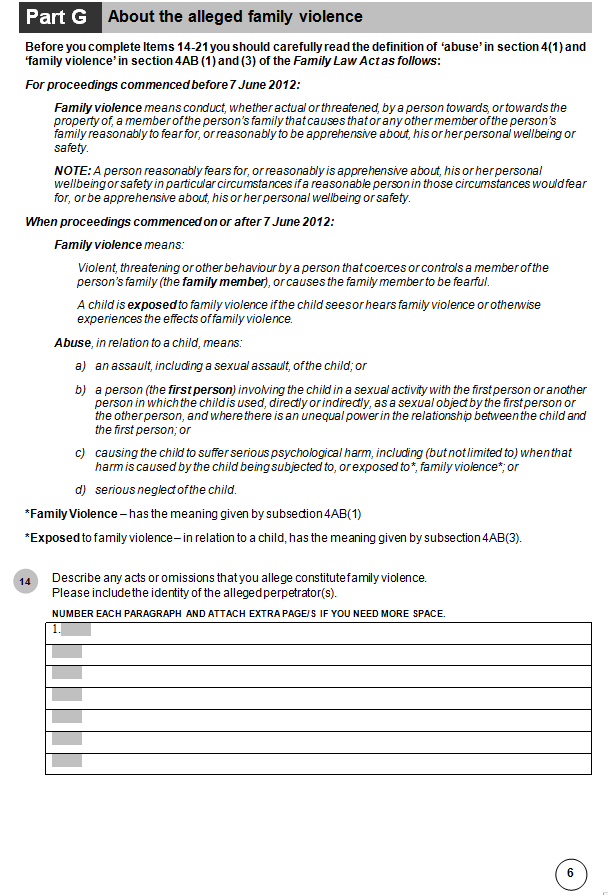 Part G About the alleged family violence
Before you complete Items 14-21 you should carefully read the definition of ‘abuse’ in section 4(1) and
‘family violence’ in section 4AB (1) and (3) of the Family Law Act as follows:
For proceedings commenced before 7 June 2012:
Family violence means conduct, whether actual or threatened, by a person towards, or towards the
property of, a member of the person’s family that causes that or any other member of the person’s
family reasonably to fear for, or reasonably to be apprehensive about, his or her personal wellbeing or
safety.
NOTE: A person reasonably fears for, or reasonably is apprehensive about, his or her personal
wellbeing or safety in particular circumstances if a reasonable person in those circumstances would fear
for, or be apprehensive about, his or her personal wellbeing or safety.
When proceedings commenced on or after 7 June 2012:
Family violence means:
Violent, threatening or other behaviour by a person that coerces or controls a member of the
person’s family (the family member), or causes the family member to be fearful.
A child is exposed to family violence if the child sees or hears family violence or otherwise
experiences the effects of family violence.
Abuse, in relation to a child, means:
a) an assault, including a sexual assault, of the child; or
b) a person (the first person) involving the child in a sexual activity with the first person or another
person in which the child is used, directly or indirectly, as a sexual object by the first person or
the other person, and where there is an unequal power in the relationship between the child and
the first person; or
c) causing the child to suffer serious psychological harm, including (but not limited to) when that
harm is caused by the child being subjected to, or exposed to*, family violence*; or
d) serious neglect of the child.
*Family Violence – has the meaning given by subsection 4AB(1)
*Exposed to family violence – in relation to a child, has the meaning given by subsection 4AB(3).
14 Describe any acts or omissions that you allege constitute family violence.
Please include the identity of the alleged perpetrator(s).
NUMBER EACH PARAGRAPH AND ATTACH EXTRA PAGE/S IF YOU NEED MORE SPACE.
1.
6